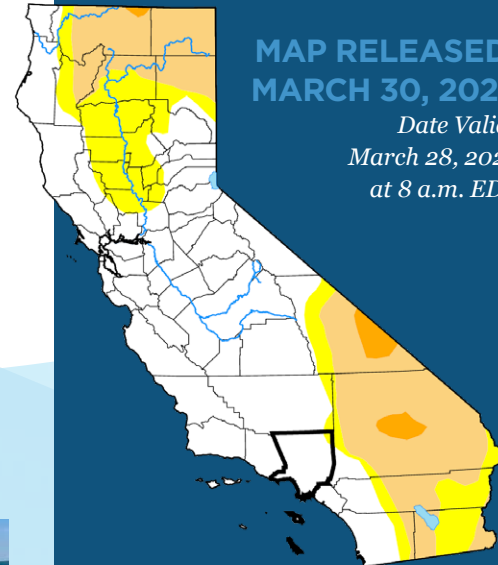 MAP RELEASED
MARCH 30, 202
Date Vali
March 28, 202
at 8 a.m. ED